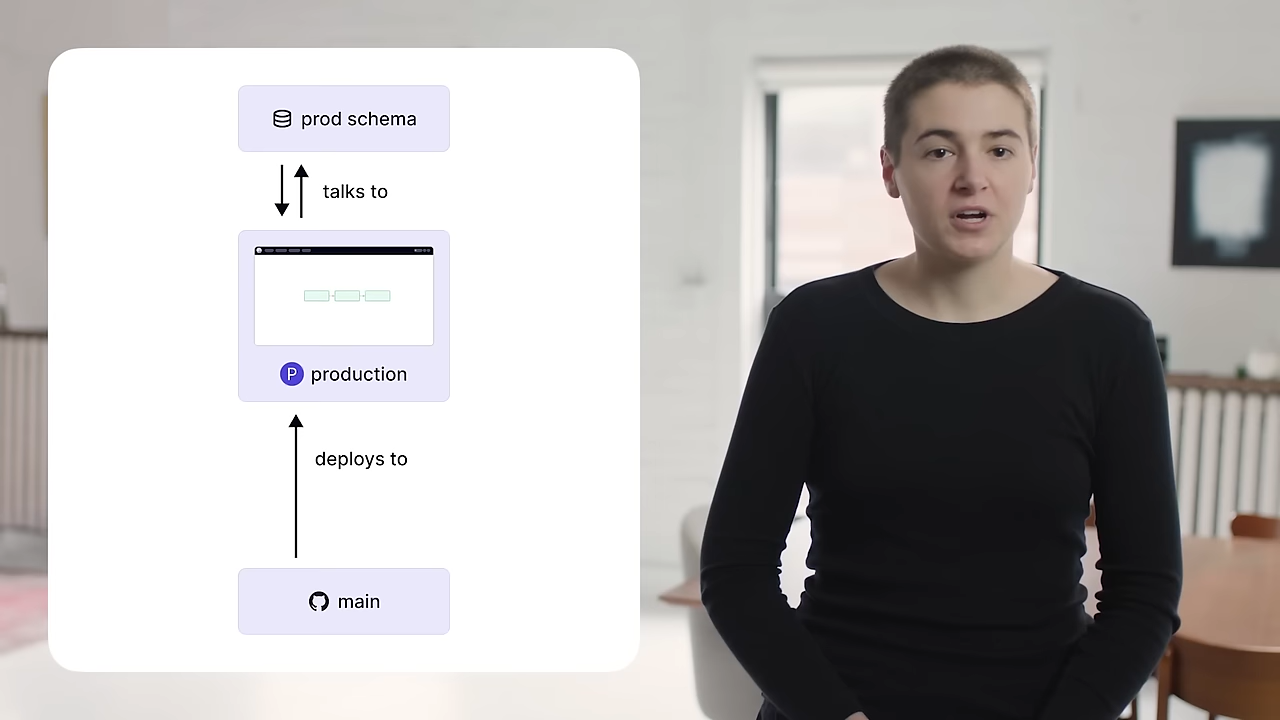 prod schema
talks to
P production
deploys to
main